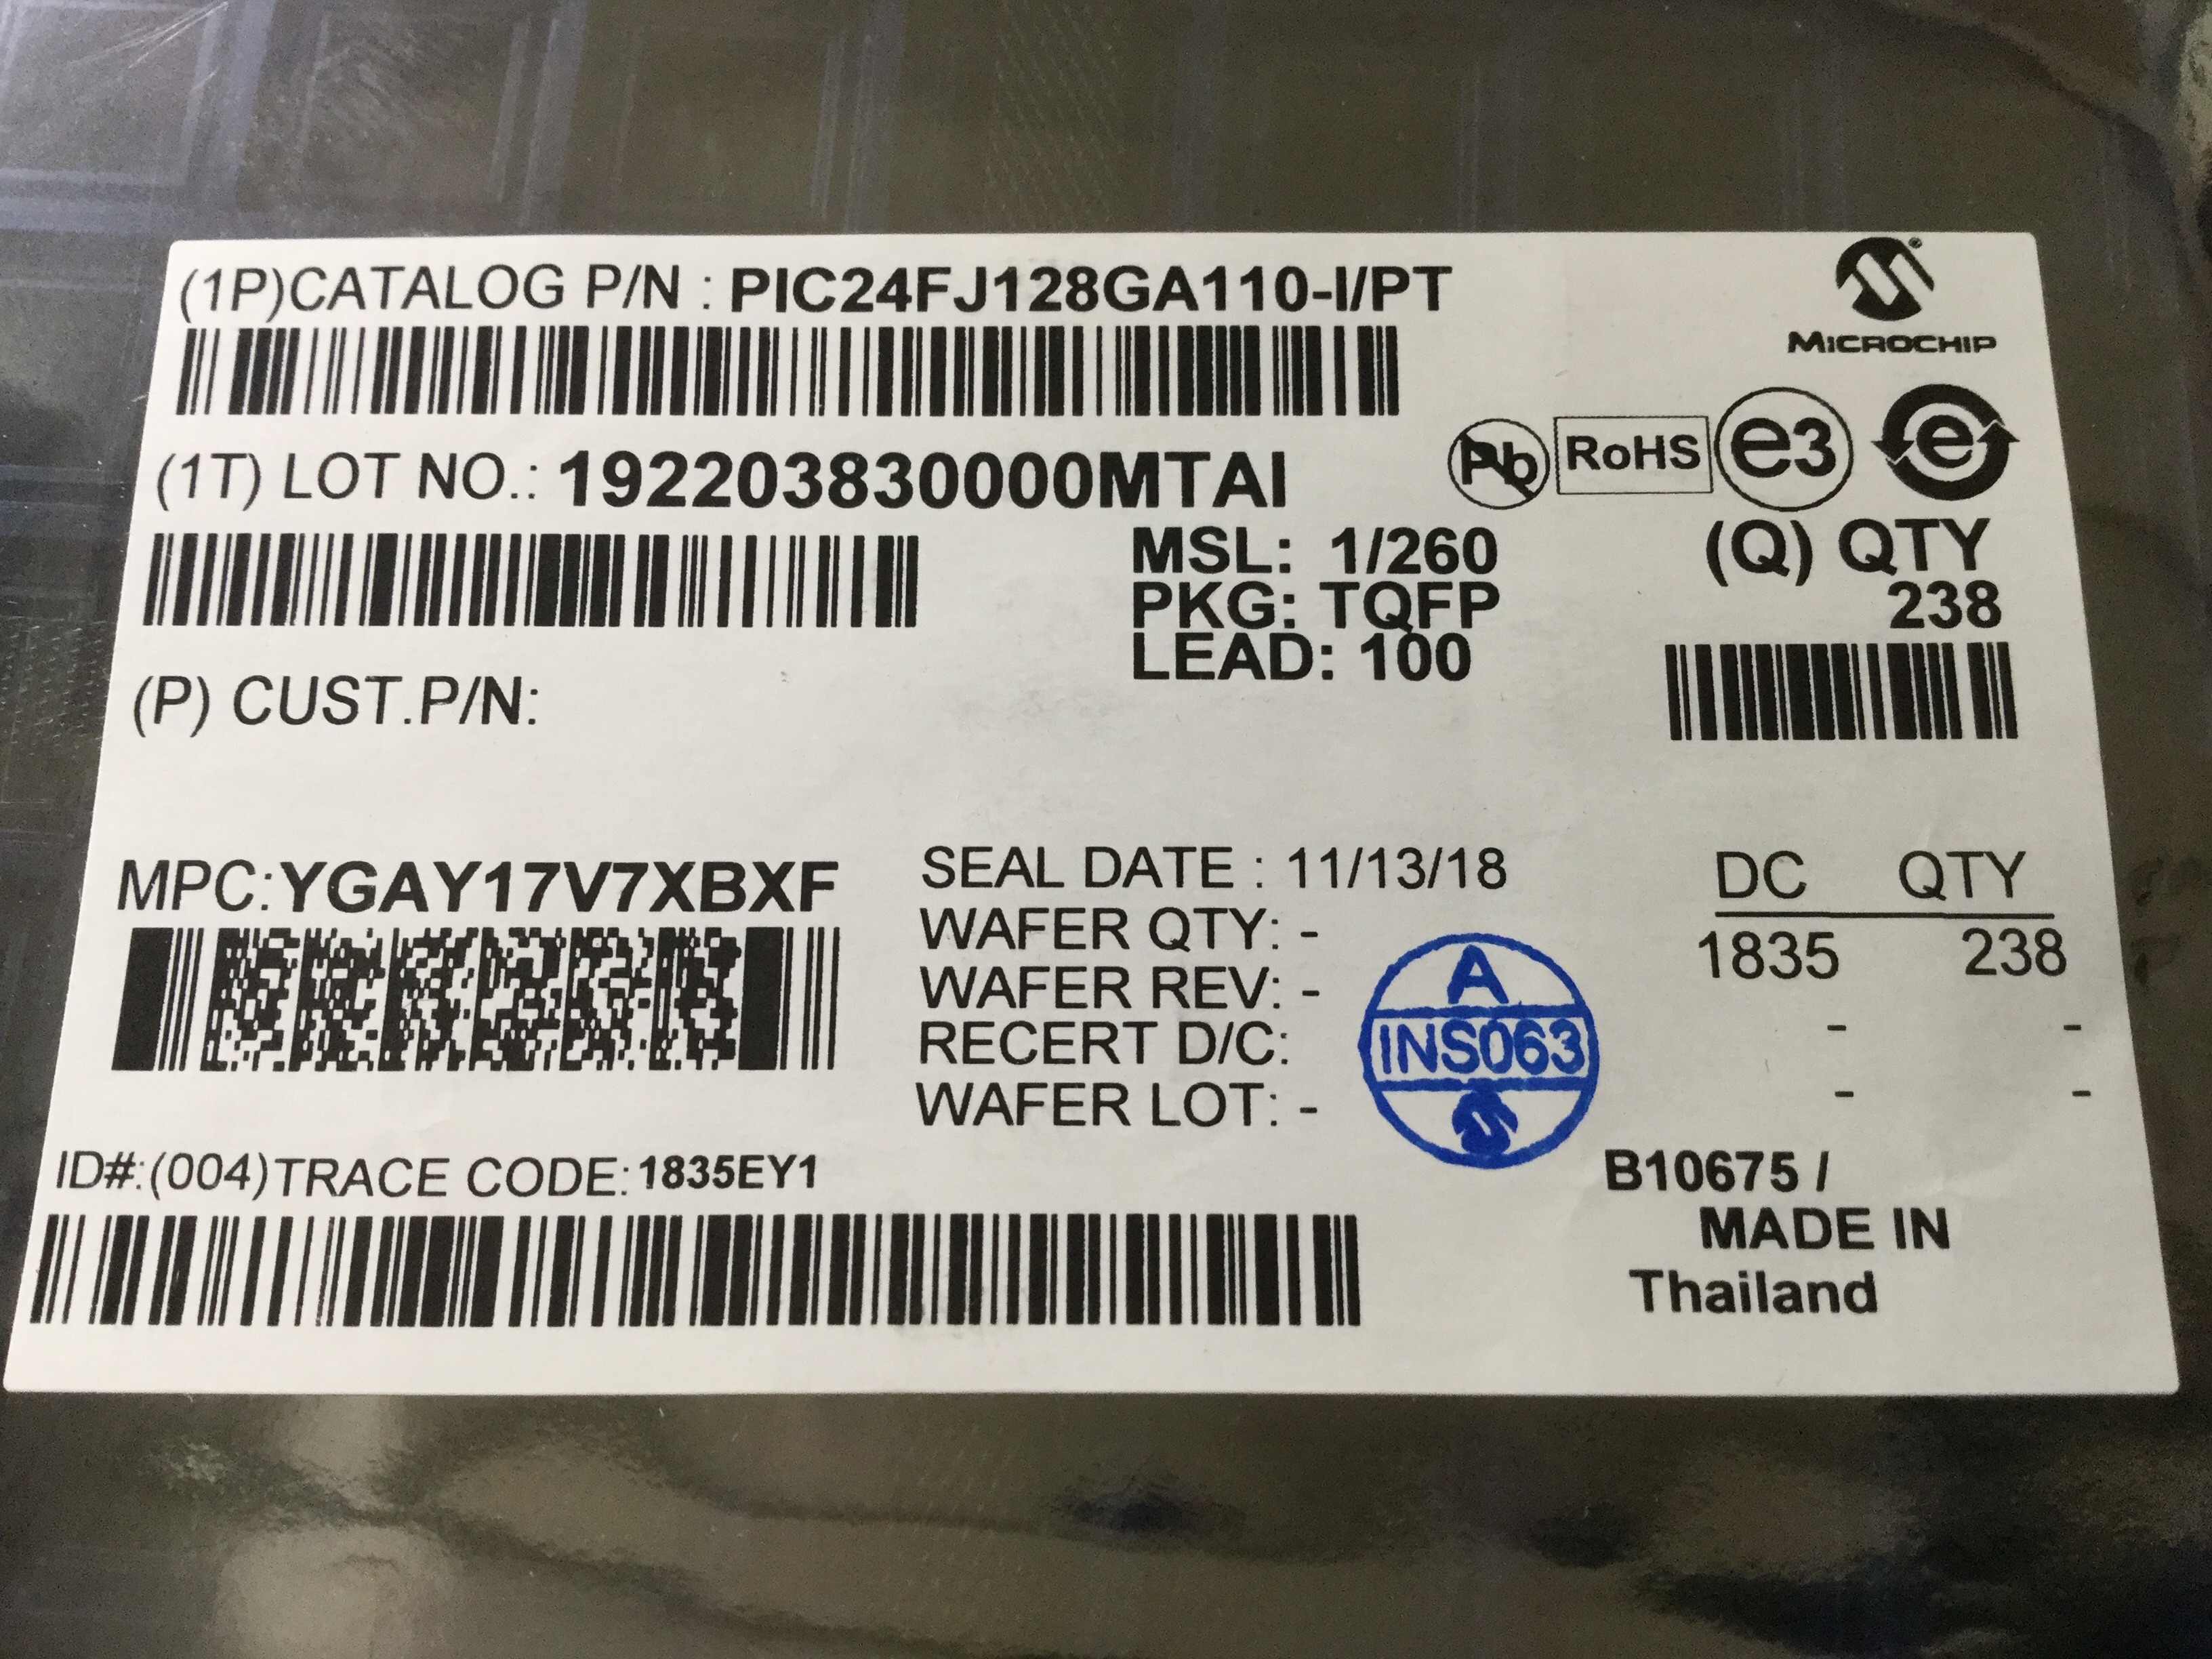 (1P)CATALOG P/N : PIC24FJ128GA110-I/PT
MICROCHIP
(1T) LOT NO.: 192203830000MTAI
Pb RoHS e3 e
MSL: 1/260
PKG: TQFP
LEAD: 100
(Q) QTY
238
(P) CUST.P/N:
MPC:YGAY17V7XBXF
SEAL DATE : 11/13/18
WAFER QTY: -
WAFER REV: -
RECERT D/C:
WAFER LOT: -
A
INS063
DC QTY
1835 238
- -
- -
ID#:(004)TRACE CODE:1835EY1
B10675 /
MADE IN
Thailand